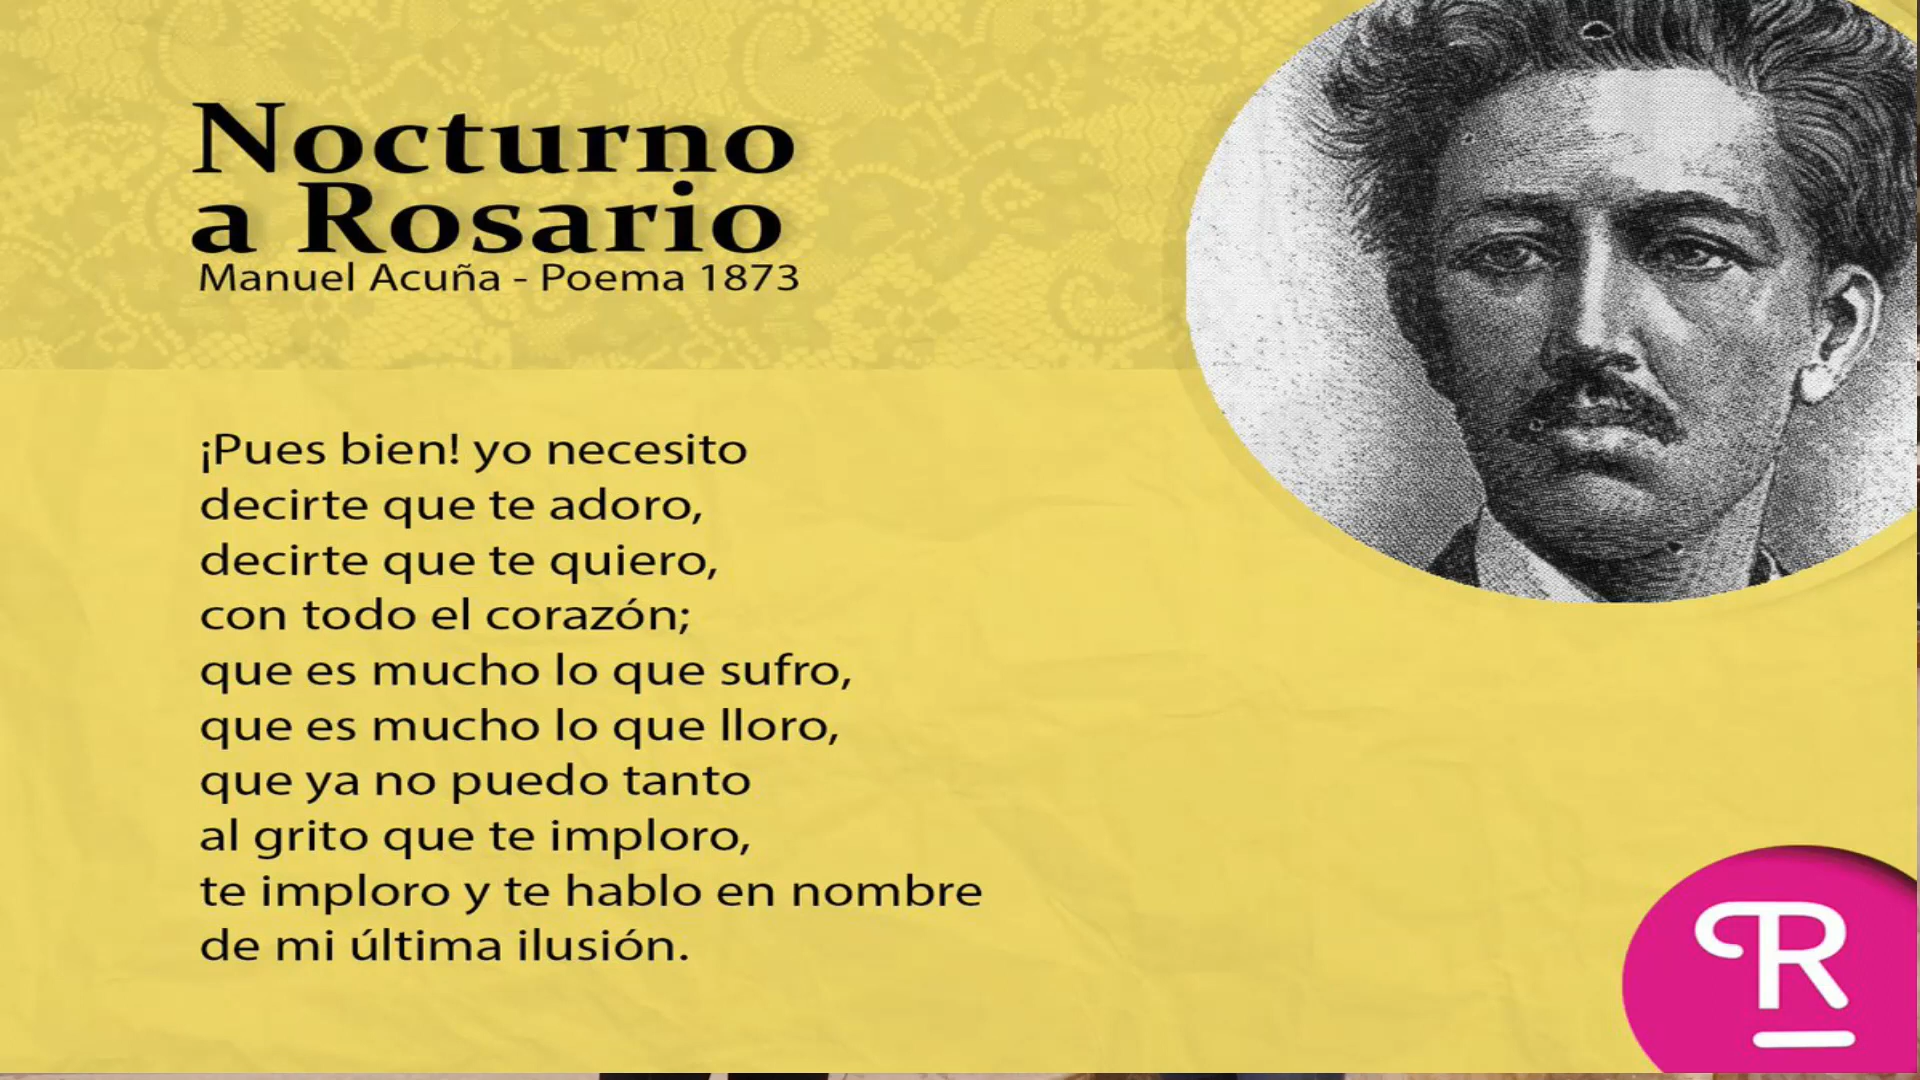 Nocturno
a Rosario
Manuel Acuña - Poema 1873
¡Pues bien! yo necesito
decirte que te adoro,
decirte que te quiero,
con todo el corazón;
que es mucho lo que sufro,
que es mucho lo que lloro,
que ya no puedo tanto
al grito que te imploro,
te imploro y te hablo en nombre
de mi última ilusión.
R